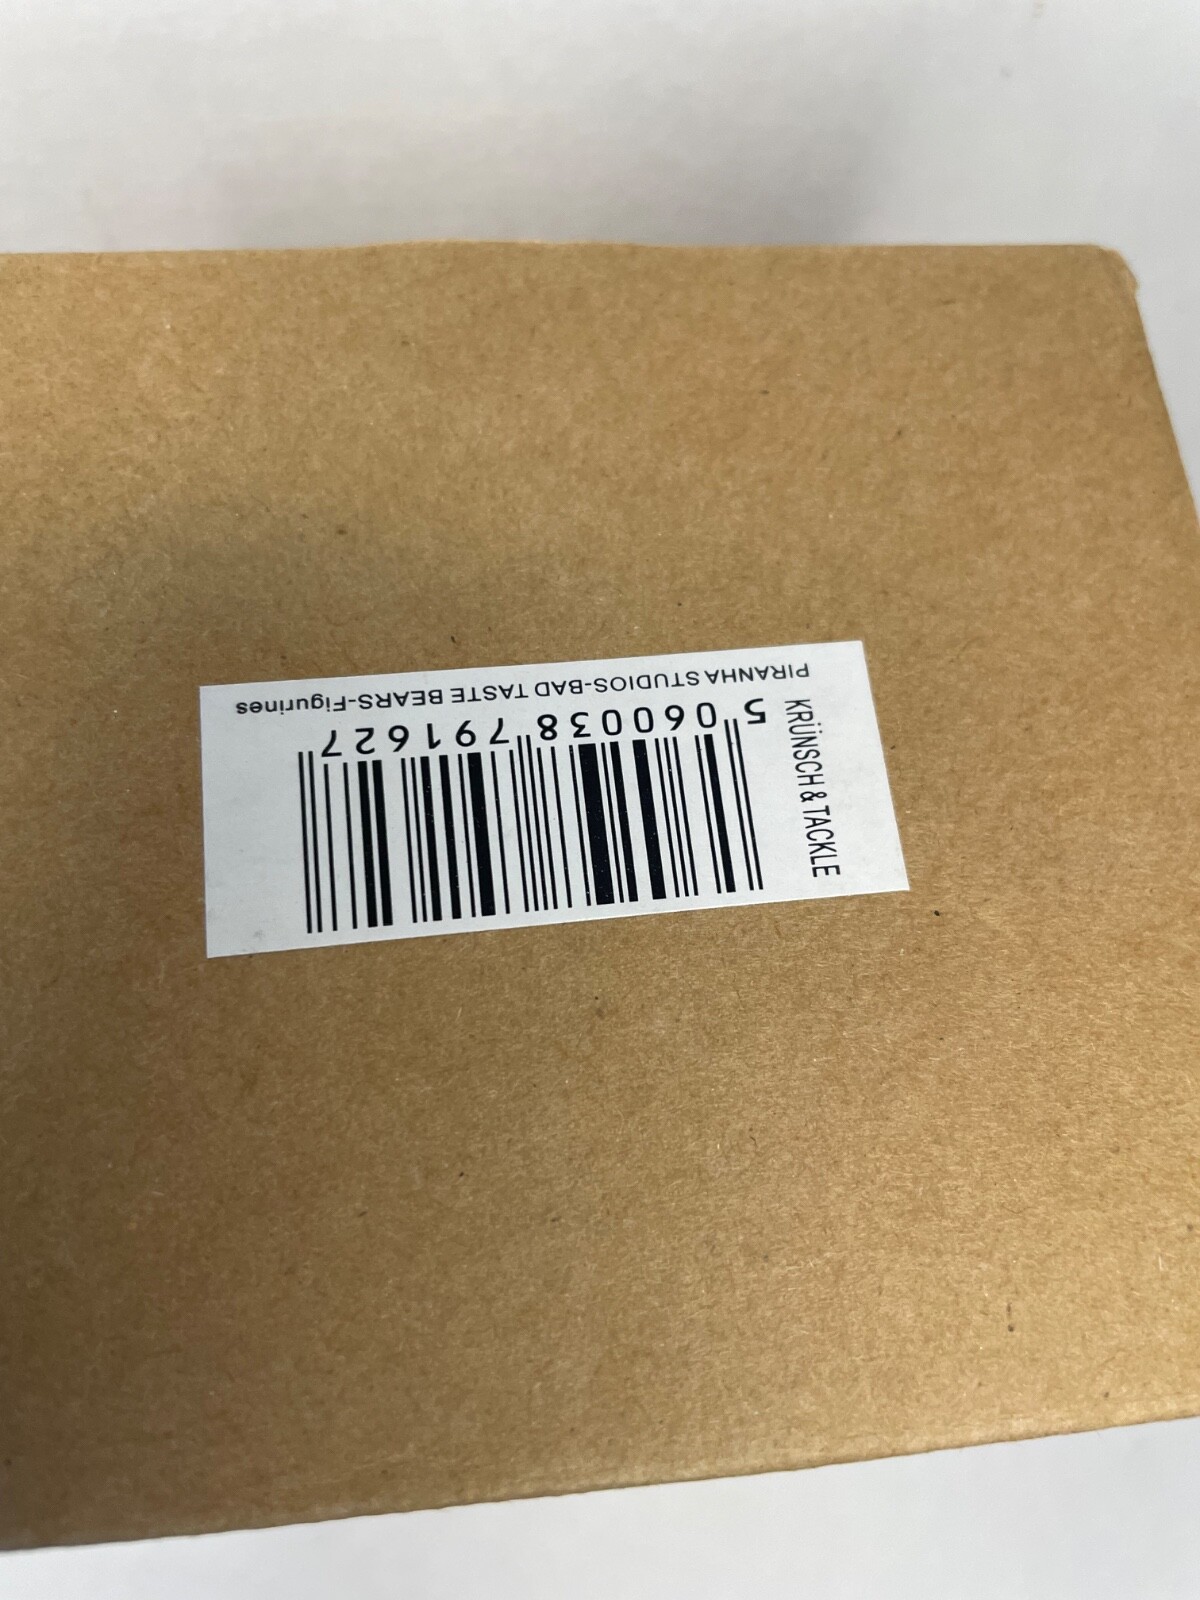 KRÜNSCH & TACKLE
5 060038 791627
PIRANHA STUDIOS-BAD TASTE BEARS-Figurines